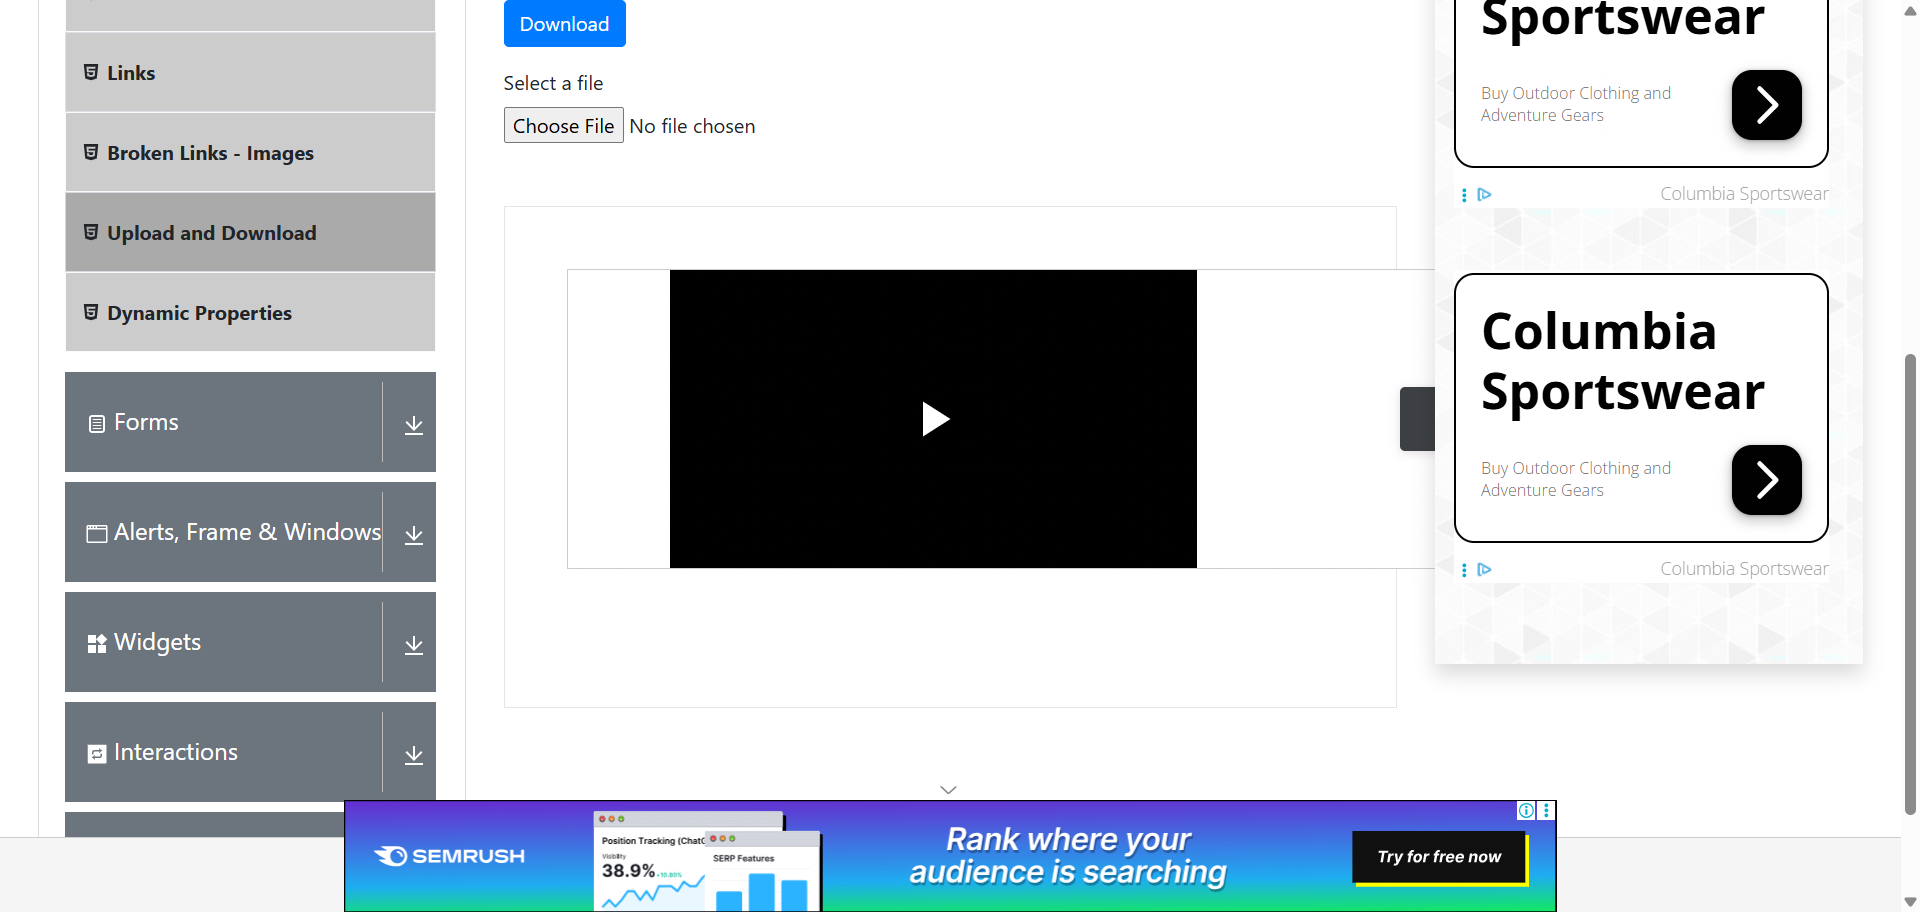 Links
Broken Links - Images
Upload and Download
Dynamic Properties
Forms
Alerts, Frame & Windows
Widgets
Interactions
Download
Select a file
Choose File No file chosen
Sportswear
Buy Outdoor Clothing and
Adventure Gears
Columbia Sportswear
Columbia
Sportswear
Buy Outdoor Clothing and
Adventure Gears
Columbia Sportswear
SEMRUSH
Position Tracking (ChatG
Visibility
38.9% +10.80%
SERP Features
Rank where your
audience is searching
Try for free now